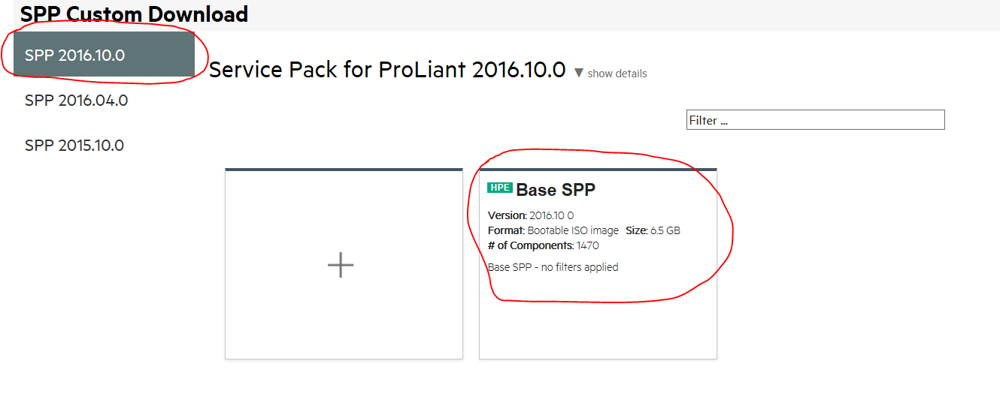 SPP Custom Download
SPP 2016.10.0
SPP 2016.04.0
SPP 2015.10.0
Service Pack for ProLiant 2016.10.0 ▼ show details
Filter ...
+
HPE Base SPP
Version: 2016.10 0
Format: Bootable ISO image Size: 6.5 GB
# of Components: 1470
Base SPP - no filters applied